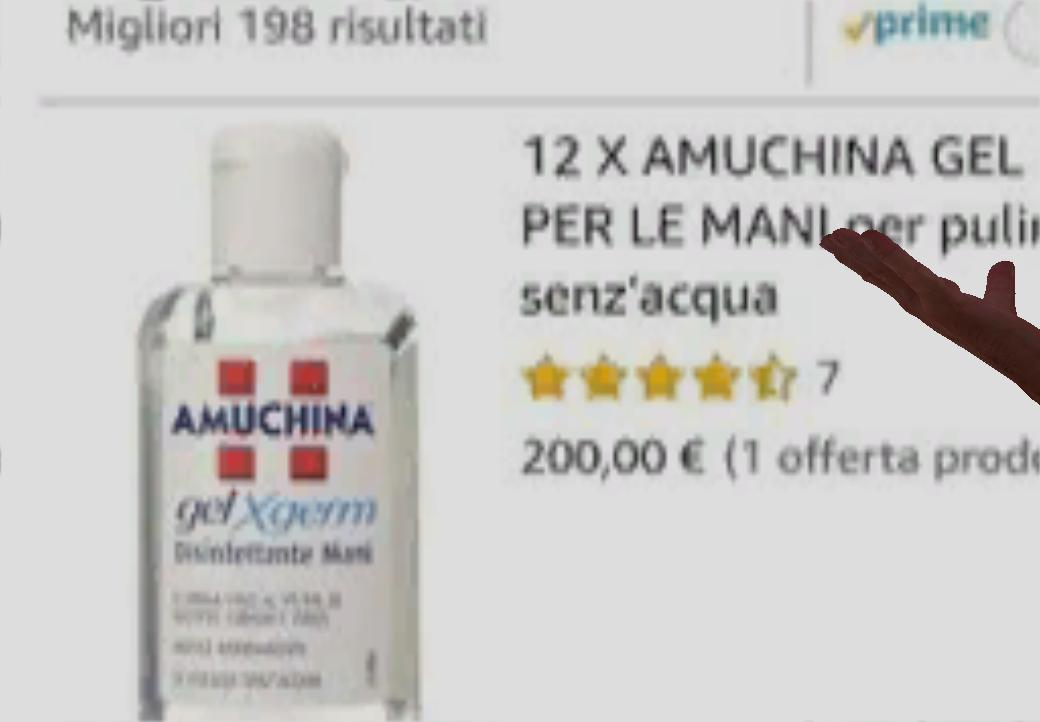 Migliori 198 risultati
prime
12 X AMUCHINA GEL
PER LE MANI per pulir
senz'acqua
7
200,00 € (1 offerta prodo
AMUCHINA
gel Xgerm
Disinfettante Mani